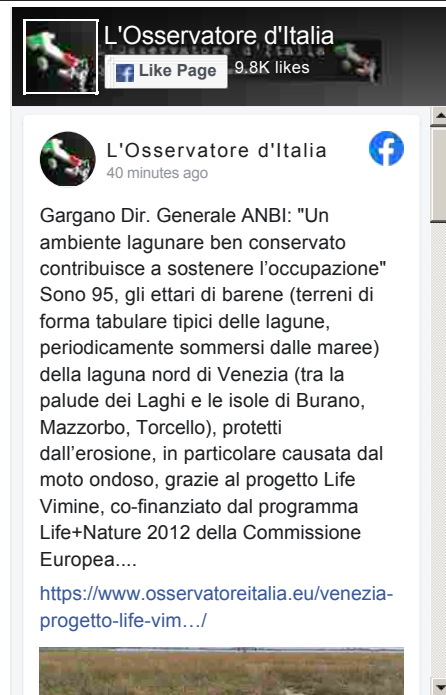 L'Osservatore d'Italia
Like Page
9.8K likes
L'Osservatore d'Italia
40 minutes ago
Gargano Dir. Generale ANBI: "Un
ambiente lagunare ben conservato
contribuisce a sostenere l’occupazione"
Sono 95, gli ettari di barene (terreni di
forma tabulare tipici delle lagune,
periodicamente sommersi dalle maree)
della laguna nord di Venezia (tra la
palude dei Laghi e le isole di Burano,
Mazzorbo, Torcello), protetti
dall’erosione, in particolare causata dal
moto ondoso, grazie al progetto Life
Vimine, co-finanziato dal programma
Life+Nature 2012 della Commissione
Europea....
https://www.osservatoreitalia.eu/venezia-
progetto-life-vim…/